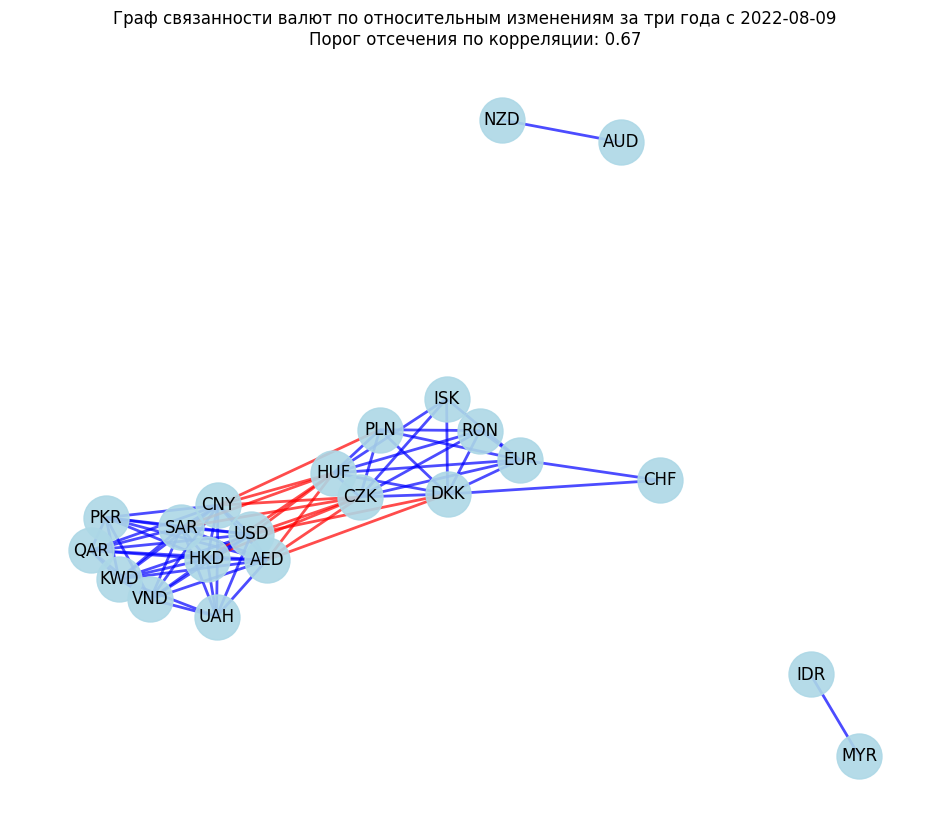 Граф связанности валют по относительным изменениям за три года с 2022-08-09
Порог отсечения по корреляции: 0.67
NZD
AUD
ISK
PLN
RON
EUR
HUF
CHF
CZK
DKK
CNY
PKR
SAR
USD
QAR
HKD
AED
KWD
VND
UAH
IDR
MYR